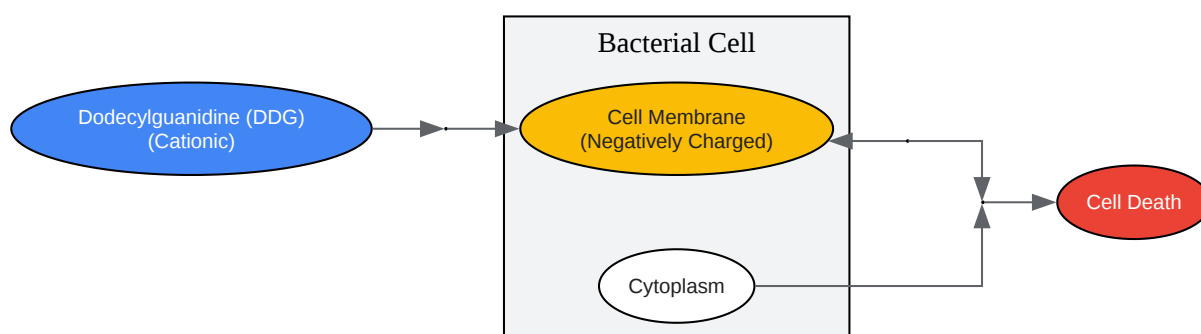 Bacterial Cell
Dodecylguanidine (DDG)
(Cationic)
Cell Membrane
(Negatively Charged)
Cell Death
Cytoplasm